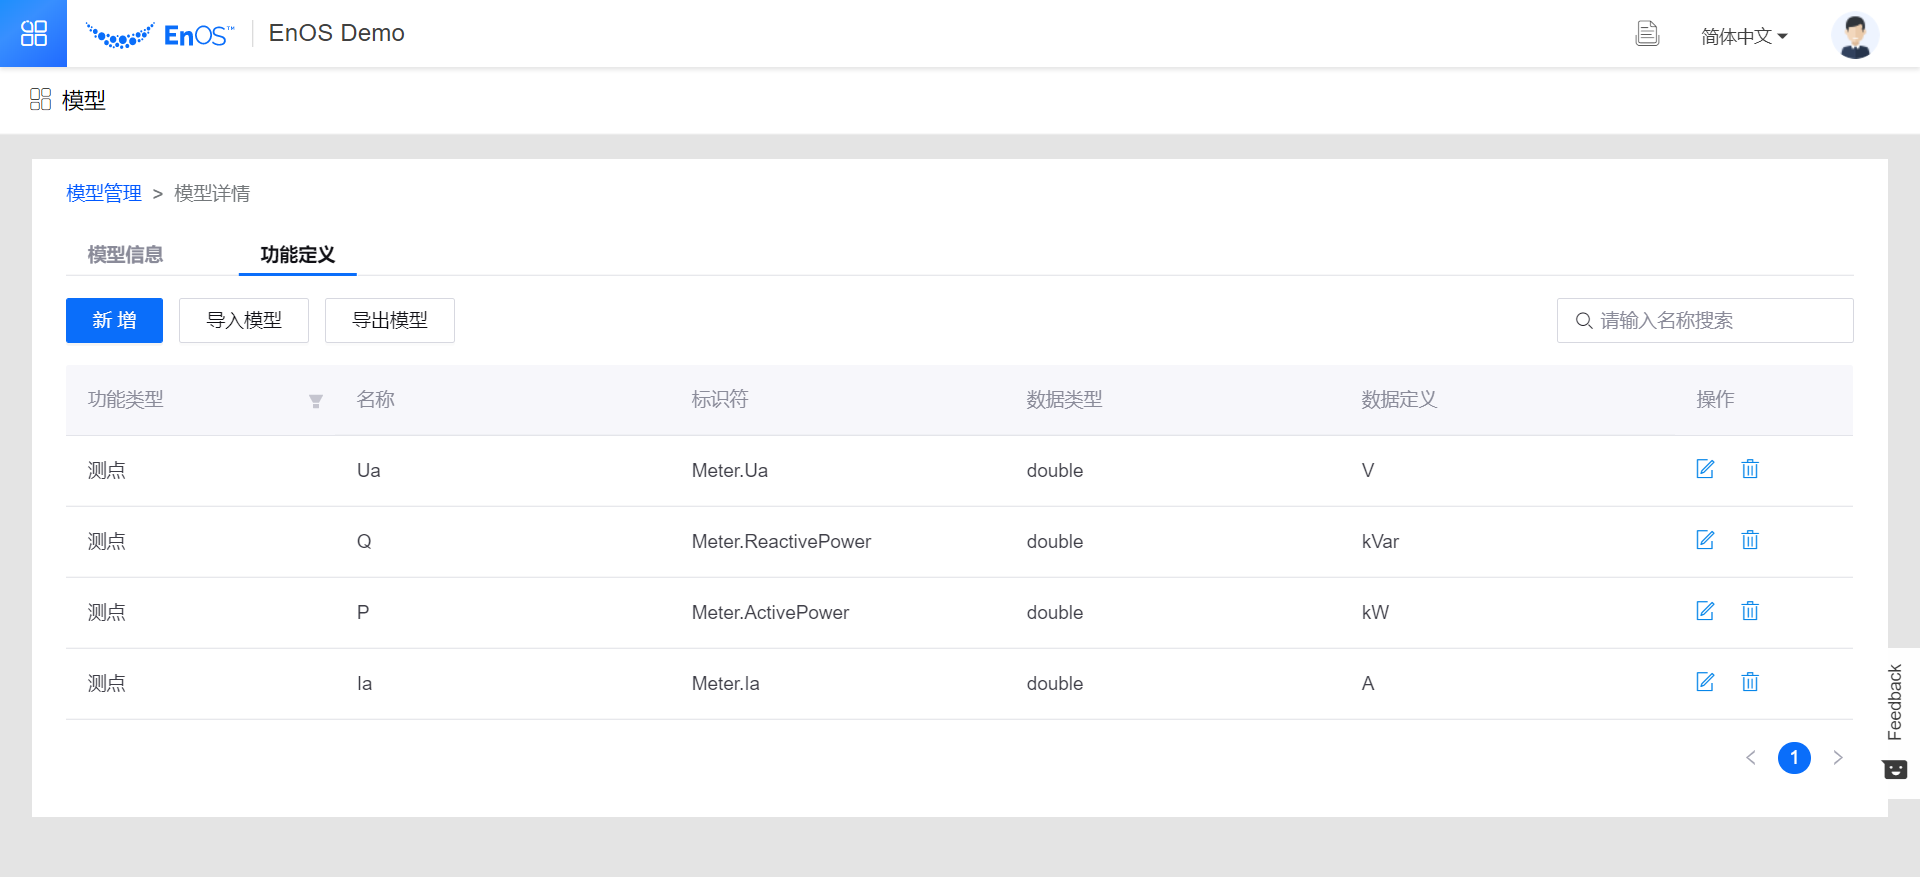 EnOS™ EnOS Demo 简体中文
模型
模型管理 > 模型详情
模型信息 功能定义
新 增 导入模型 导出模型 请输入名称搜索
功能类型 名称 标识符 数据类型 数据定义 操作
测点 Ua Meter.Ua double V
测点 Q Meter.ReactivePower double kVar
测点 P Meter.ActivePower double kW
测点 Ia Meter.Ia double A
1
Feedback